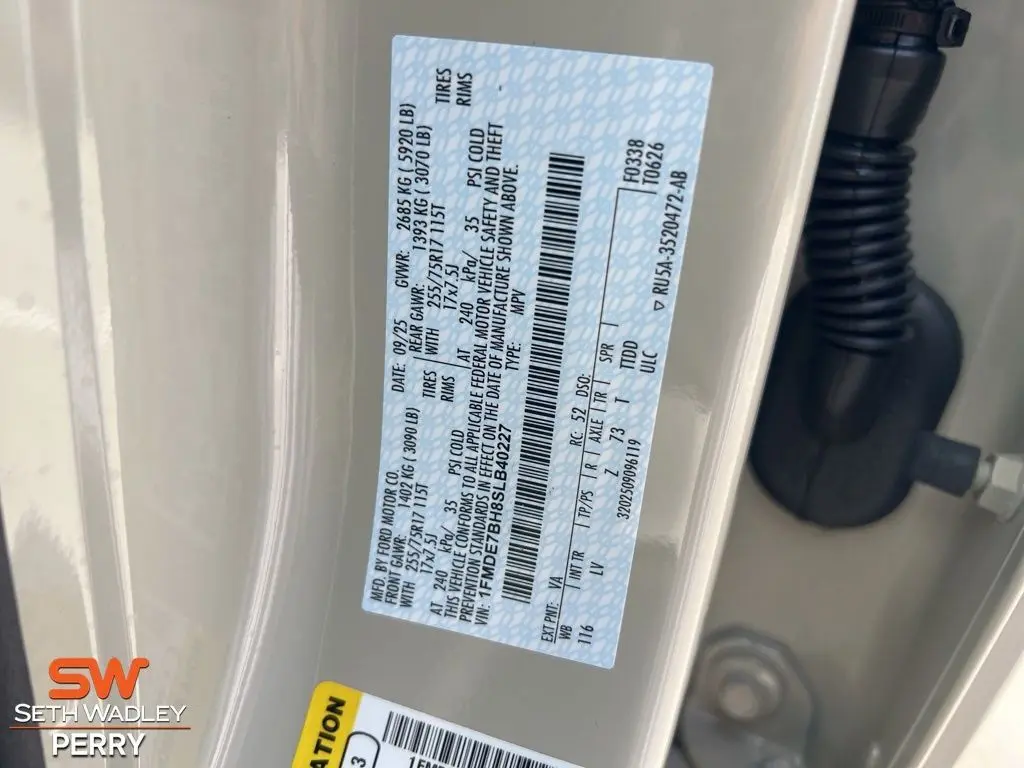 MFD. BY FORD MOTOR CO.
DATE: 09/25 GVWR: 2685 KG ( 5920 LB)
FRONT GAWR: 1402 KG ( 3090 LB)
REAR GAWR: 1393 KG ( 3070 LB)
WITH 255/75R17 115T TIRES
WITH 255/75R17 115T TIRES
17x7.5J RIMS
17x7.5J RIMS
AT 240 kPa/ 35 PSI COLD
AT 240 kPa/ 35 PSI COLD
THIS VEHICLE CONFORMS TO ALL APPLICABLE FEDERAL MOTOR VEHICLE SAFETY AND THEFT
PREVENTION STANDARDS IN EFFECT ON THE DATE OF MANUFACTURE SHOWN ABOVE.
VIN: 1FMDE7BH8SLB40227 TYPE: MPV
EXT PNT: VA RC: 52 DSO:
WB INT TR TP/PS R AXLE TR SPR F0338
116 LV Z 73 T TDD T0626
320250996119 ULC
▽ RU5A-3520472-AB
ATION
3
SW
SETH WADLEY
PERRY